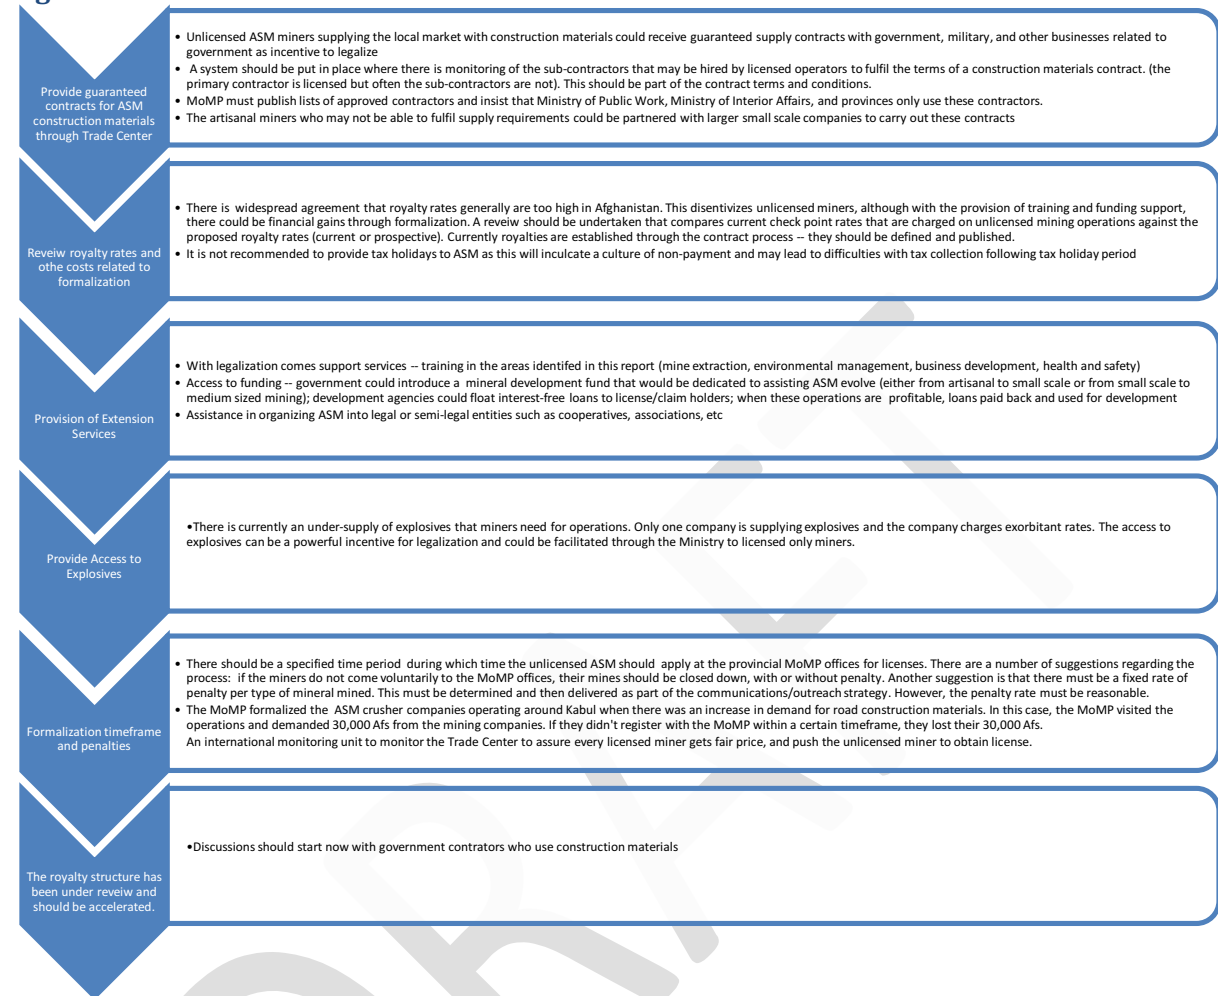 Provide guaranteed
contracts for ASM
construction materials
through Trade Center
• Unlicensed ASM miners supplying the local market with construction materials could receive guaranteed supply contracts with government, military, and other businesses related to
government as incentive to legalize
• A system should be put in place where there is monitoring of the sub-contractors that may be hired by licensed operators to fulfil the terms of a construction materials contract. (the
primary contractor is licensed but often the sub-contractors are not). This should be part of the contract terms and conditions.
• MoMP must publish lists of approved contractors and insist that Ministry of Public Work, Ministry of Interior Affairs, and provinces only use these contractors.
• The artisanal miners who may not be able to fulfil supply requirements could be partnered with larger small scale companies to carry out these contracts
Reveiw royalty rates and
othe costs related to
formalization
• There is widespread agreement that royalty rates generally are too high in Afghanistan. This disentivizes unlicensed miners, although with the provision of training and funding support,
there could be financial gains through formalization. A reveiw should be undertaken that compares current check point rates that are charged on unlicensed mining operations against the
proposed royalty rates (current or prospective). Currently royalties are established through the contract process -- they should be defined and published.
• It is not recommended to provide tax holidays to ASM as this will inculcate a culture of non-payment and may lead to difficulties with tax collection following tax holiday period
Provision of Extension
Services
• With legalization comes support services -- training in the areas identifed in this report (mine extraction, environmental management, business development, health and safety)
• Access to funding -- government could introduce a mineral development fund that would be dedicated to assisting ASM evolve (either from artisanal to small scale or from small scale to
medium sized mining); development agencies could float interest-free loans to license/claim holders; when these operations are profitable, loans paid back and used for development
• Assistance in organizing ASM into legal or semi-legal entities such as cooperatives, associations, etc
Provide Access to
Explosives
•There is currently an under-supply of explosives that miners need for operations. Only one company is supplying explosives and the company charges exorbitant rates. The access to
explosives can be a powerful incentive for legalization and could be facilitated through the Ministry to licensed only miners.
Formalization timeframe
and penalties
• There should be a specified time period during which time the unlicensed ASM should apply at the provincial MoMP offices for licenses. There are a number of suggestions regarding the
process: if the miners do not come voluntarily to the MoMP offices, their mines should be closed down, with or without penalty. Another suggestion is that there must be a fixed rate of
penalty per type of mineral mined. This must be determined and then delivered as part of the communications/outreach strategy. However, the penalty rate must be reasonable.
• The MoMP formalized the ASM crusher companies operating around Kabul when there was an increase in demand for road construction materials. In this case, the MoMP visited the
operations and demanded 30,000 Afs from the mining companies. If they didn't register with the MoMP within a certain timeframe, they lost their 30,000 Afs.
An international monitoring unit to monitor the Trade Center to assure every licensed miner gets fair price, and push the unlicensed miner to obtain license.
The royalty structure has
been under reveiw and
should be accelerated.
•Discussions should start now with government contrators who use construction materials
DRAFT